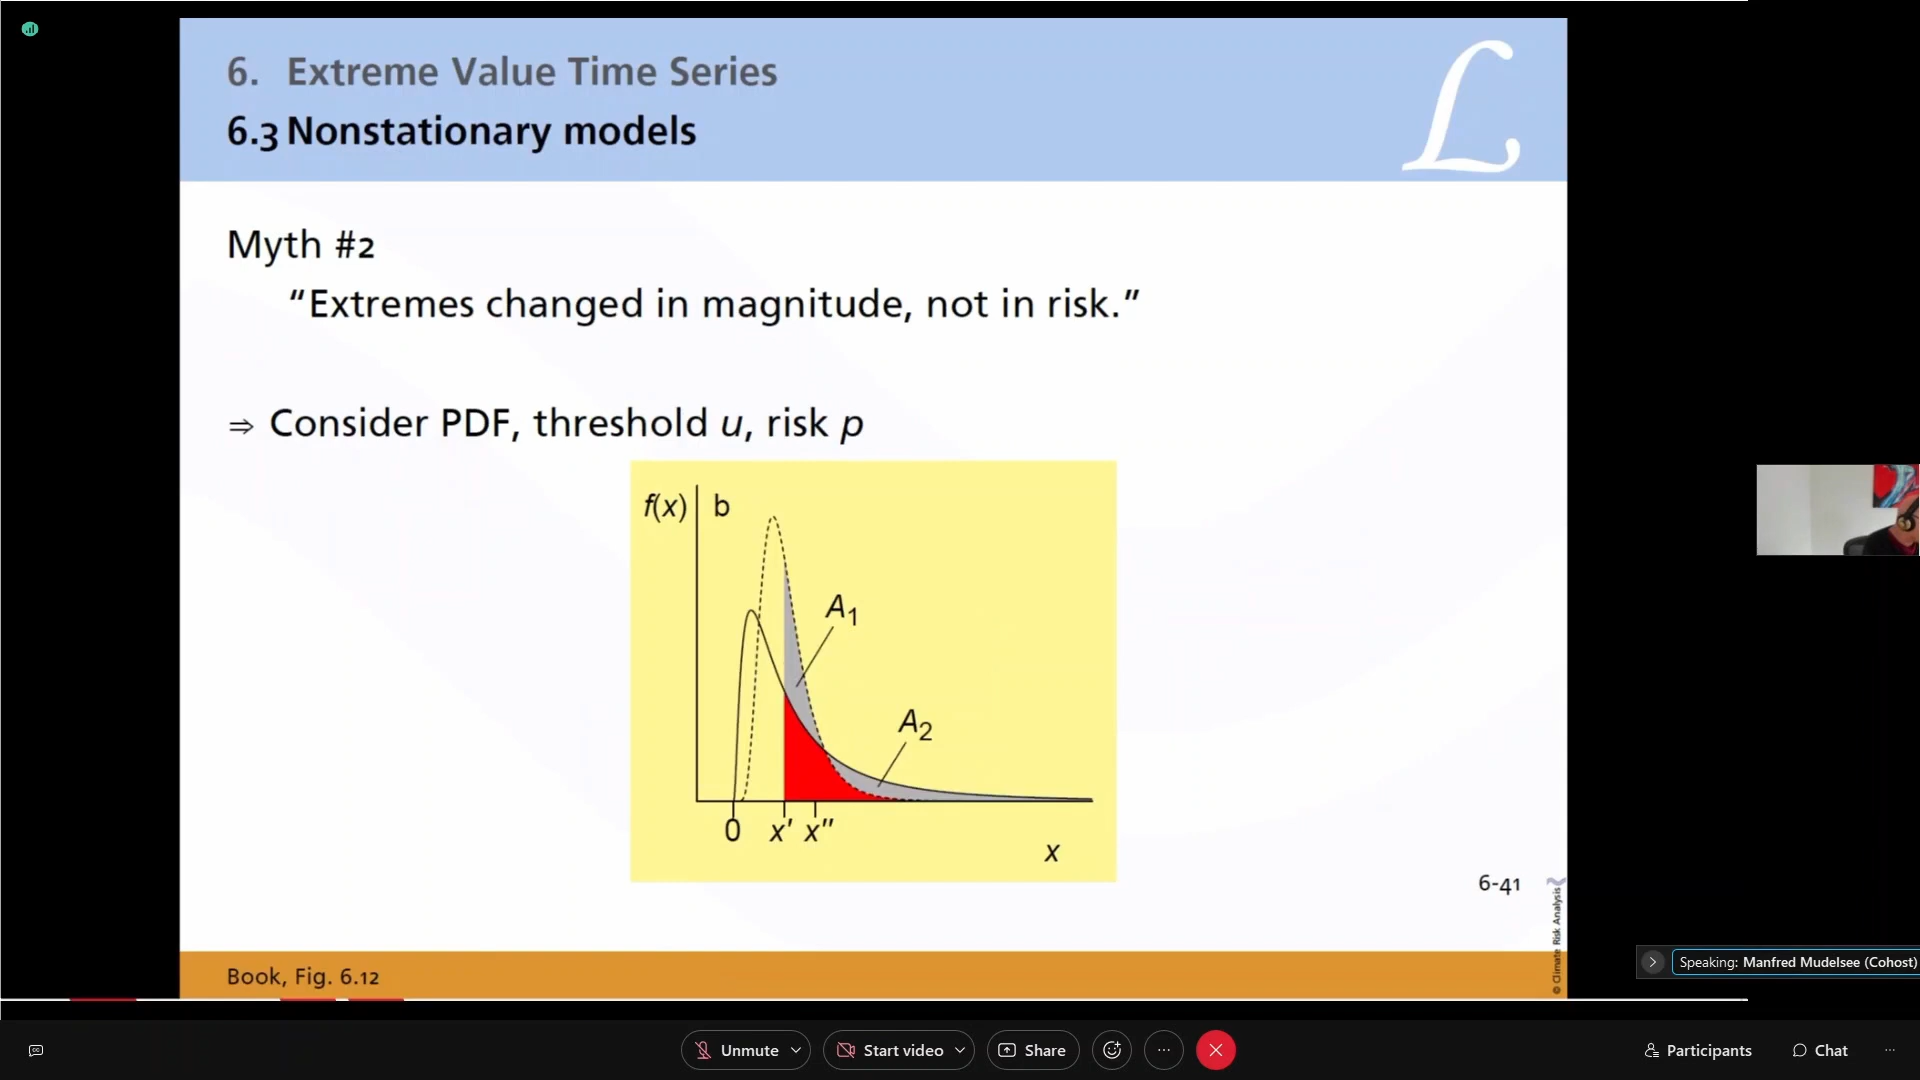 6. Extreme Value Time Series
6.3 Nonstationary models
L
Myth #2
“Extremes changed in magnitude, not in risk.”
⇒ Consider PDF, threshold u, risk p
f(x) b
A1
A2
0 x′ x″
x
6-41
© Climate Risk Analysis
Book, Fig. 6.12
Speaking: Manfred Mudelsee (Cohost)
Unmute
Start video
Share
Participants
Chat